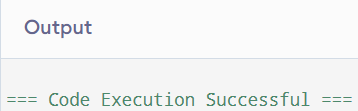 Output
=== Code Execution Successful ===